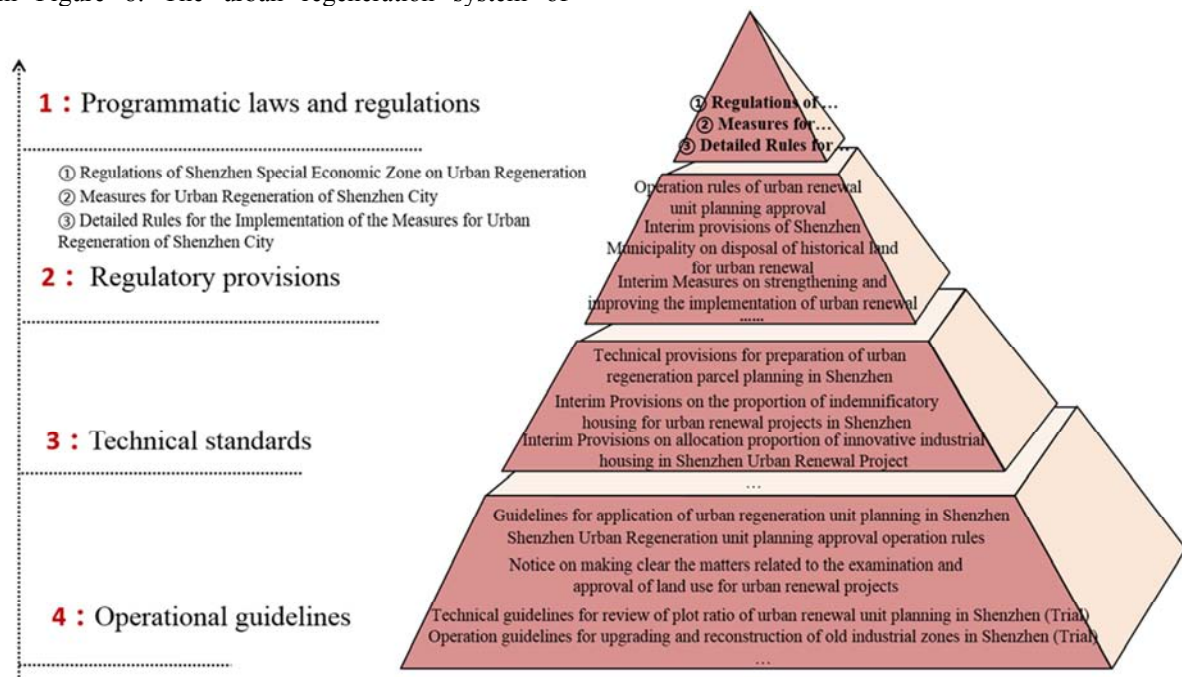 in Figure 6. The urban regeneration system of
1：Programmatic laws and regulations
① Regulations of Shenzhen Special Economic Zone on Urban Regeneration
② Measures for Urban Regeneration of Shenzhen City
③ Detailed Rules for the Implementation of the Measures for Urban
Regeneration of Shenzhen City
2：Regulatory provisions
3：Technical standards
4：Operational guidelines
① Regulations of…
② Measures for…
③ Detailed Rules for …
Operation rules of urban renewal
unit planning approval
Interim provisions of Shenzhen
Municipality on disposal of historical land
for urban renewal
Interim Measures on strengthening and
improving the implementation of urban renewal
......
Technical provisions for preparation of urban
regeneration parcel planning in Shenzhen
Interim Provisions on the proportion of indemnificatory
housing for urban renewal projects in Shenzhen
Interim Provisions on allocation proportion of innovative industrial
housing in Shenzhen Urban Renewal Project
…
Guidelines for application of urban regeneration unit planning in Shenzhen
Shenzhen Urban Regeneration unit planning approval operation rules
Notice on making clear the matters related to the examination and
approval of land use for urban renewal projects
Technical guidelines for review of plot ratio of urban renewal unit planning in Shenzhen (Trial)
Operation guidelines for upgrading and reconstruction of old industrial zones in Shenzhen (Trial)
…